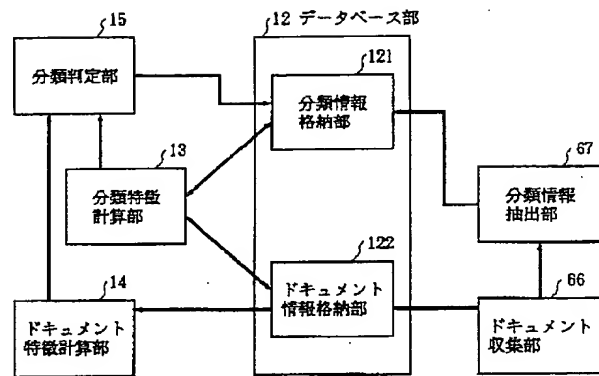 15
分類判定部
12 データベース部
121
分類情報
格納部
13
分類特徴
計算部
67
分類情報
抽出部
122
ドキュメント
情報格納部
14
ドキュメント
特徴計算部
66
ドキュメント
収集部